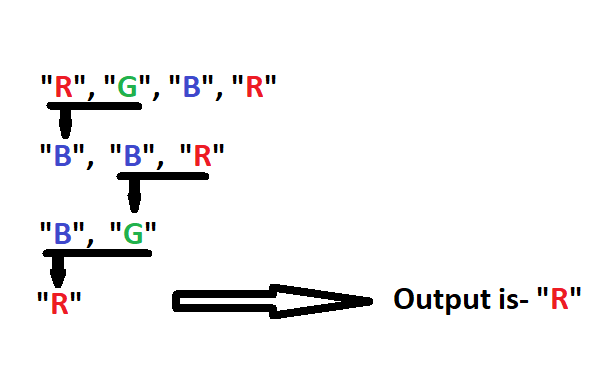 "R", "G", "B", "R"
"B", "B", "R"
"B", "G"
"R"
Output is- "R"